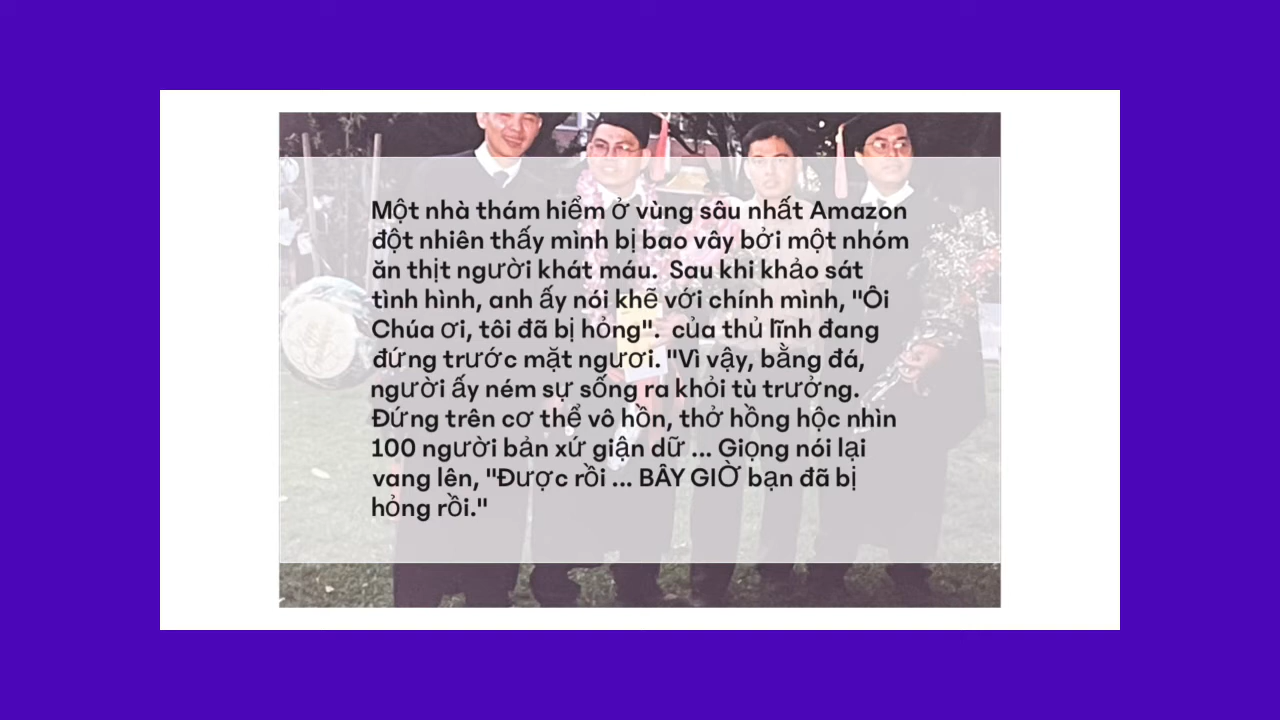 Một nhà thám hiểm ở vùng sâu nhất Amazon
đột nhiên thấy mình bị bao vây bởi một nhóm
ăn thịt người khát máu.  Sau khi khảo sát
tình hình, anh ấy nói khẽ với chính mình, "Ôi
Chúa ơi, tôi đã bị hỏng".  của thủ lĩnh đang
đứng trước mặt ngươi. "Vì vậy, bằng đá,
người ấy ném sự sống ra khỏi tù trưởng.
Đứng trên cơ thể vô hồn, thở hồng hộc nhìn
100 người bản xứ giận dữ ... Giọng nói lại
vang lên, "Được rồi ... BÂY GIỜ bạn đã bị
hỏng rồi."